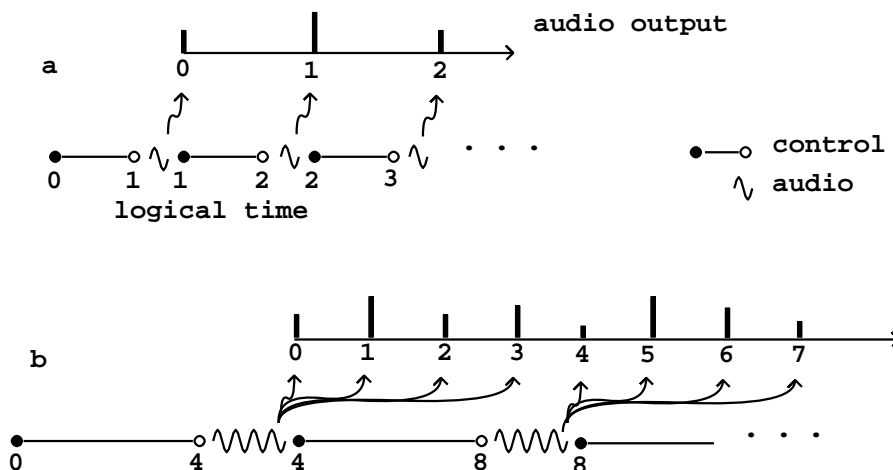 audio output
a
0 1 2
. . .
control
0 1 1 2 2 3
audio
logical time
0 1 2 3 4 5 6 7
b
. . .
0 4 4 8 8